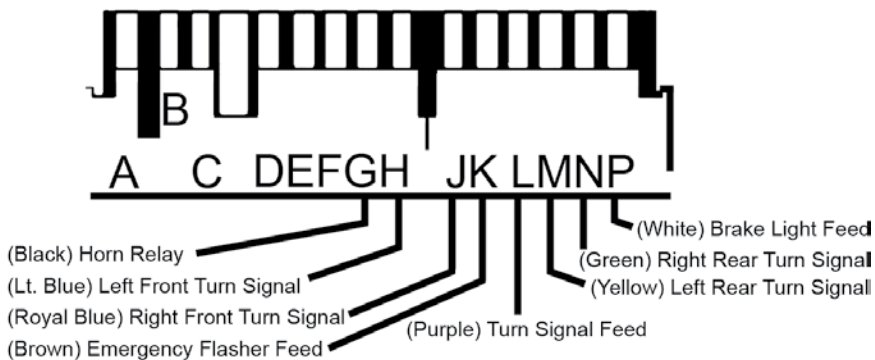 B
A C DEFGH JK LMNP
(White) Brake Light Feed
(Black) Horn Relay
(Green) Right Rear Turn Signal
(Lt. Blue) Left Front Turn Signal
(Yellow) Left Rear Turn Signal
(Royal Blue) Right Front Turn Signal
(Purple) Turn Signal Feed
(Brown) Emergency Flasher Feed